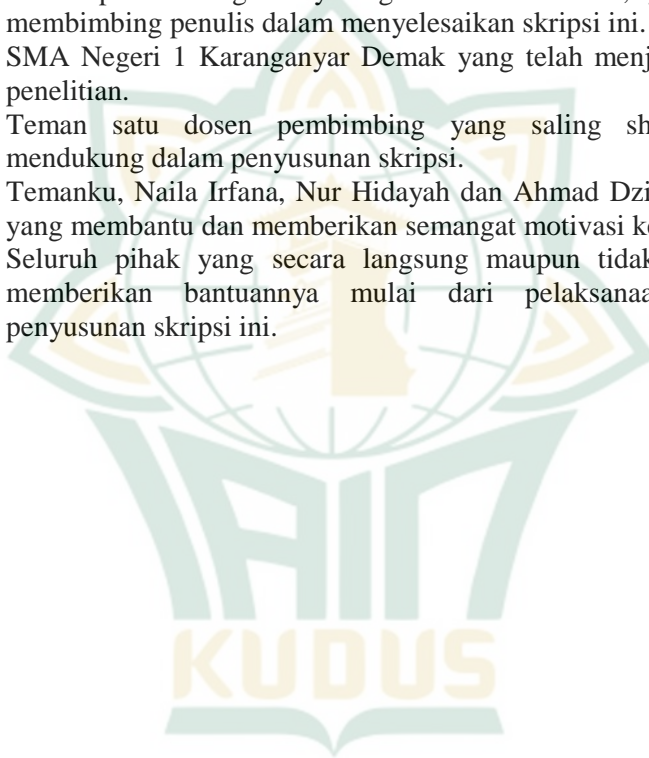 membimbing penulis dalam menyelesaikan skripsi ini.
SMA Negeri 1 Karanganyar Demak yang telah
penelitian.
Teman satu dosen pembimbing yang saling
mendukung dalam penyusunan skripsi.
Temanku, Naila Irfana, Nur Hidayah dan Ahmad
yang membantu dan memberikan semangat motivasi
Seluruh pihak yang secara langsung maupun tidak
memberikan bantuannya mulai dari
penyusunan skripsi ini.
IAIN
KUDUS